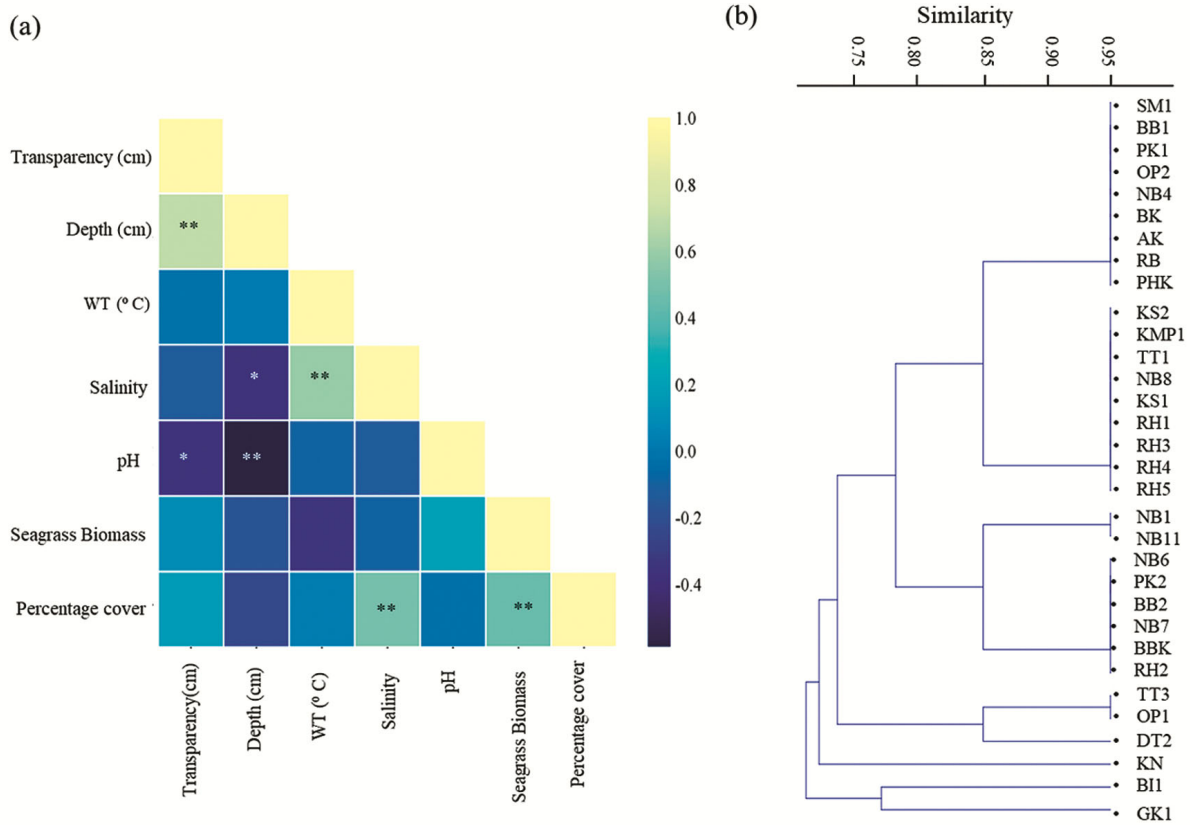 (a)
Transparency (cm)
Depth (cm)
**
WT (º C)
Salinity
*
**
pH
*
**
Seagrass Biomass
Percentage cover
**
**
Transparency(cm)
Depth (cm)
WT (º C)
Salinity
pH
Seagrass Biomass
Percentage cover
1.0
0.8
0.6
0.4
0.2
0.0
-0.2
-0.4
(b)
Similarity
0.75
0.80
0.85
0.90
0.95
SM1
BB1
PK1
OP2
NB4
BK
AK
RB
PHK
KS2
KMP1
TT1
NB8
KS1
RH1
RH3
RH4
RH5
NB1
NB11
NB6
PK2
BB2
NB7
BBK
RH2
TT3
OP1
DT2
KN
BI1
GK1